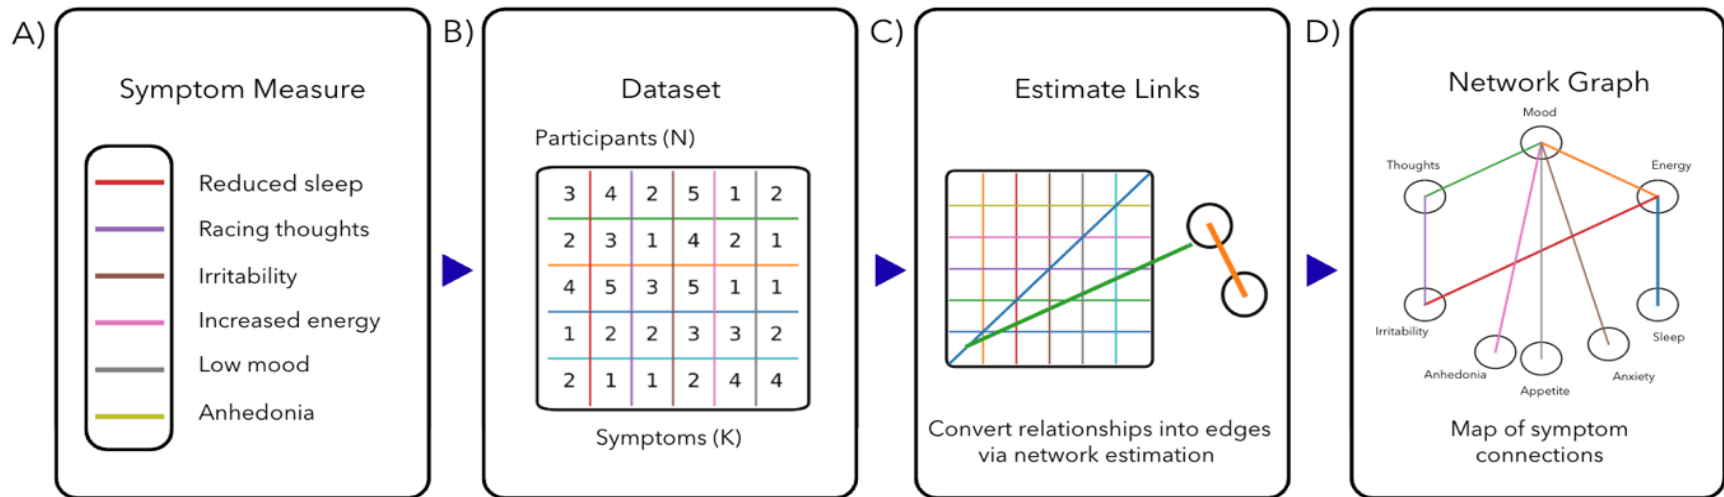 A)
Symptom Measure
Reduced sleep
Racing thoughts
Irritability
Increased energy
Low mood
Anhedonia
B)
Dataset
Participants (N)
3 4 2 5 1 2
2 3 1 4 2 1
4 5 3 5 1 1
1 2 2 3 3 2
2 1 1 2 4 4
Symptoms (K)
C)
Estimate Links
Convert relationships into edges
via network estimation
D)
Network Graph
Mood
Thoughts
Energy
Irritability
Sleep
Anhedonia
Appetite
Anxiety
Map of symptom
connections